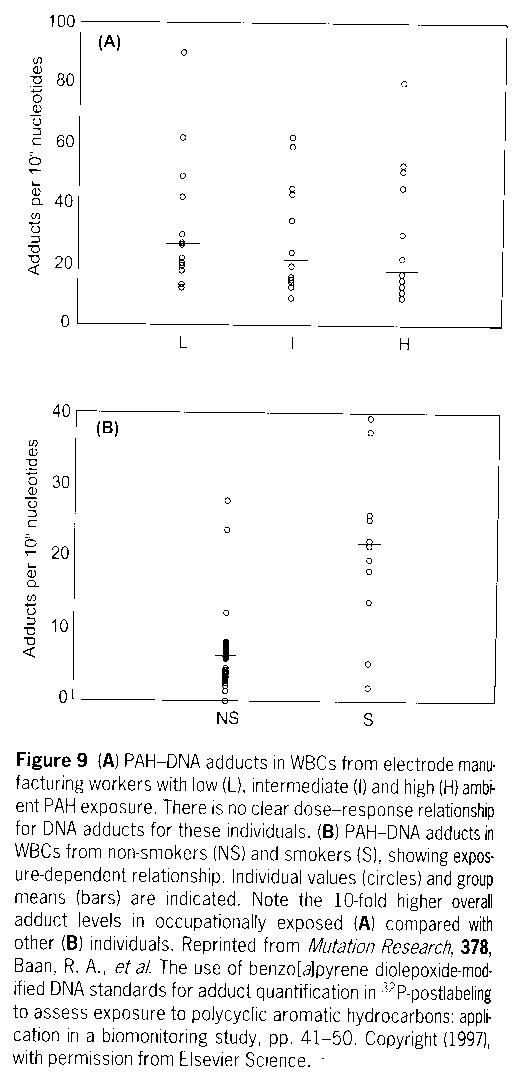 100
(A)
80
60
40
20
0
Adducts per 10" nucleotides
L I H
40
(B)
30
20
10
0
Adducts per 10" nucleotides
NS S
Figure 9 (A) PAH–DNA adducts in WBCs from electrode manu-
facturing workers with low (L), intermediate (I) and high (H) ambi-
ent PAH exposure. There is no clear dose–response relationship
for DNA adducts for these individuals. (B) PAH–DNA adducts in
WBCs from non-smokers (NS) and smokers (S), showing expos-
ure-dependent relationship. Individual values (circles) and group
means (bars) are indicated. Note the 10-fold higher overall
adduct levels in occupationally exposed (A) compared with
other (B) individuals. Reprinted from Mutation Research, 378,
Baan, R. A., et al. The use of benzo[a]pyrene diolepoxide-mod-
ified DNA standards for adduct quantification in ³²P-postlabeling
to assess exposure to polycyclic aromatic hydrocarbons: appli-
cation in a biomonitoring study, pp. 41–50. Copyright (1997),
with permission from Elsevier Science.